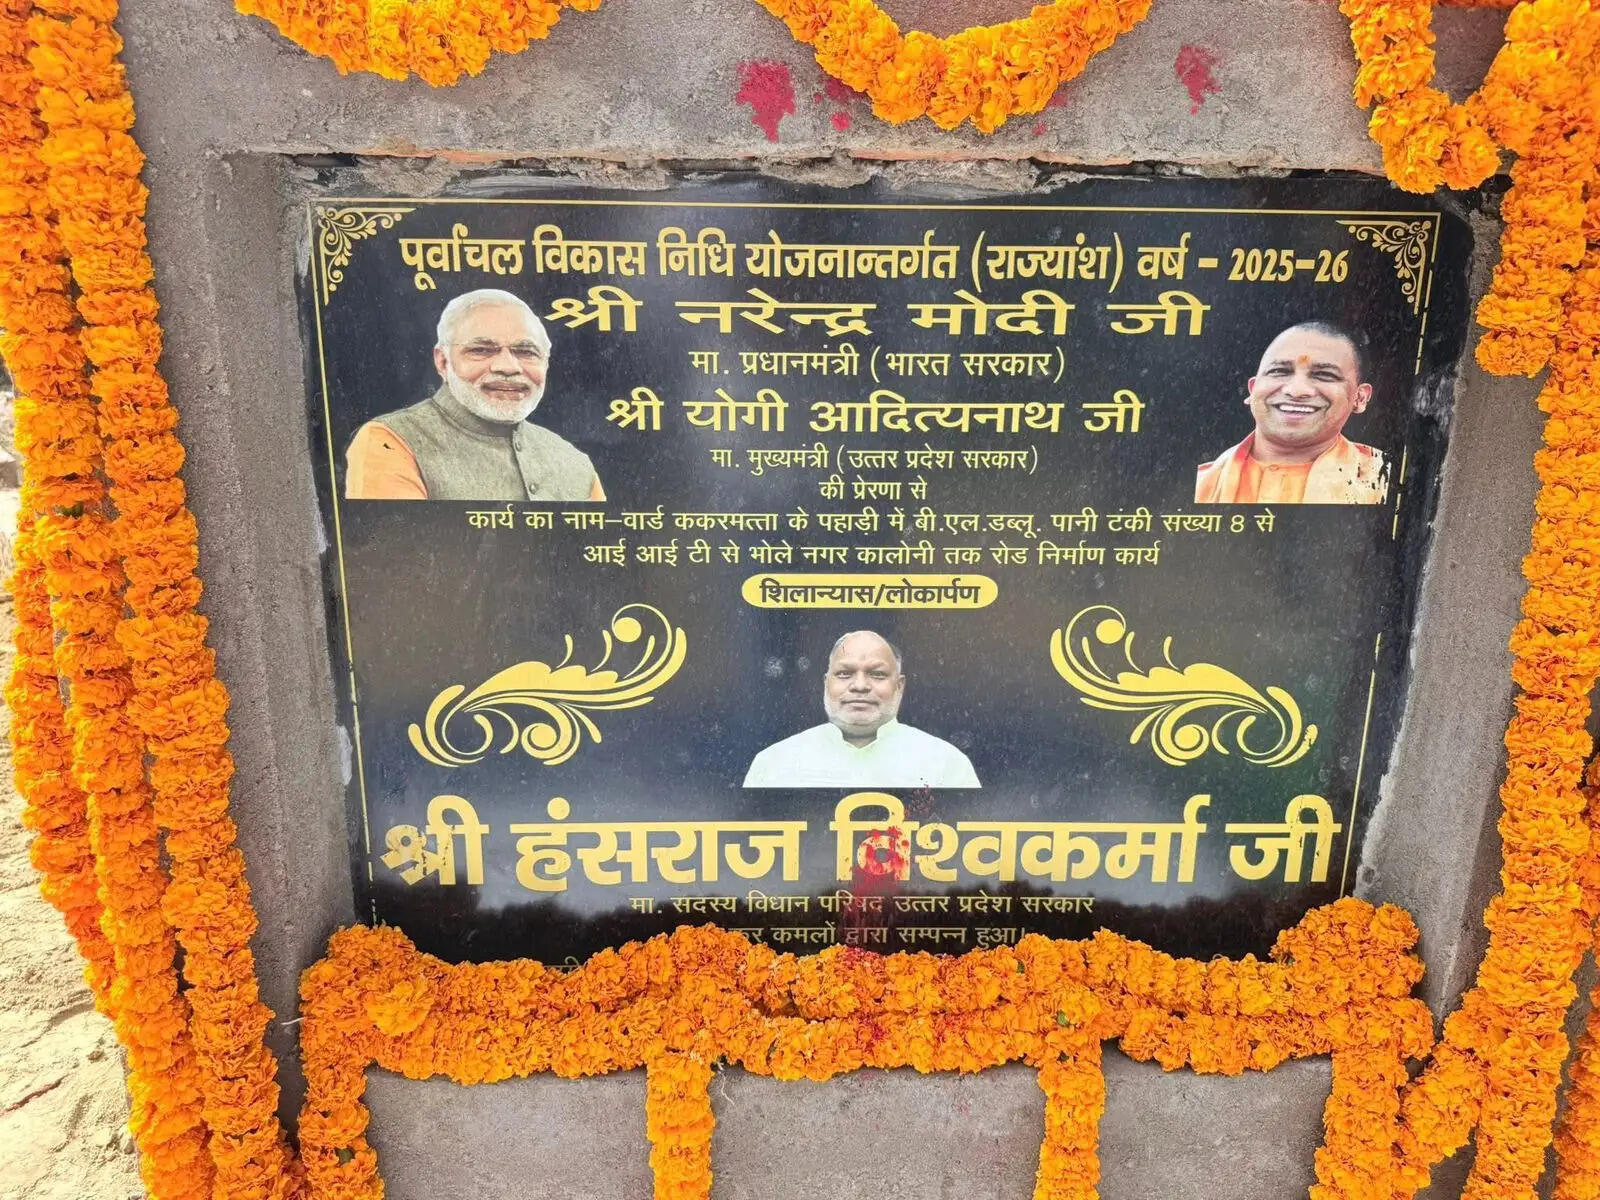 पूर्वांचल विकास निधि योजनान्तर्गत (राज्यांश) वर्ष - 2025-26
श्री नरेन्द्र मोदी जी
मा. प्रधानमंत्री (भारत सरकार)
श्री योगी आदित्यनाथ जी
मा. मुख्यमंत्री (उत्तर प्रदेश सरकार)
की प्रेरणा से
कार्य का नाम–वार्ड ककरमत्ता के पहाड़ी में बी.एल.डब्लू. पानी टंकी संख्या 8 से
आई आई टी से भोले नगर कालोनी तक रोड निर्माण कार्य
शिलान्यास/लोकार्पण
श्री हंसराज विश्वकर्मा जी
मा. सदस्य विधान परिषद उत्तर प्रदेश सरकार
कमलों द्वारा सम्पन्न हुआ।